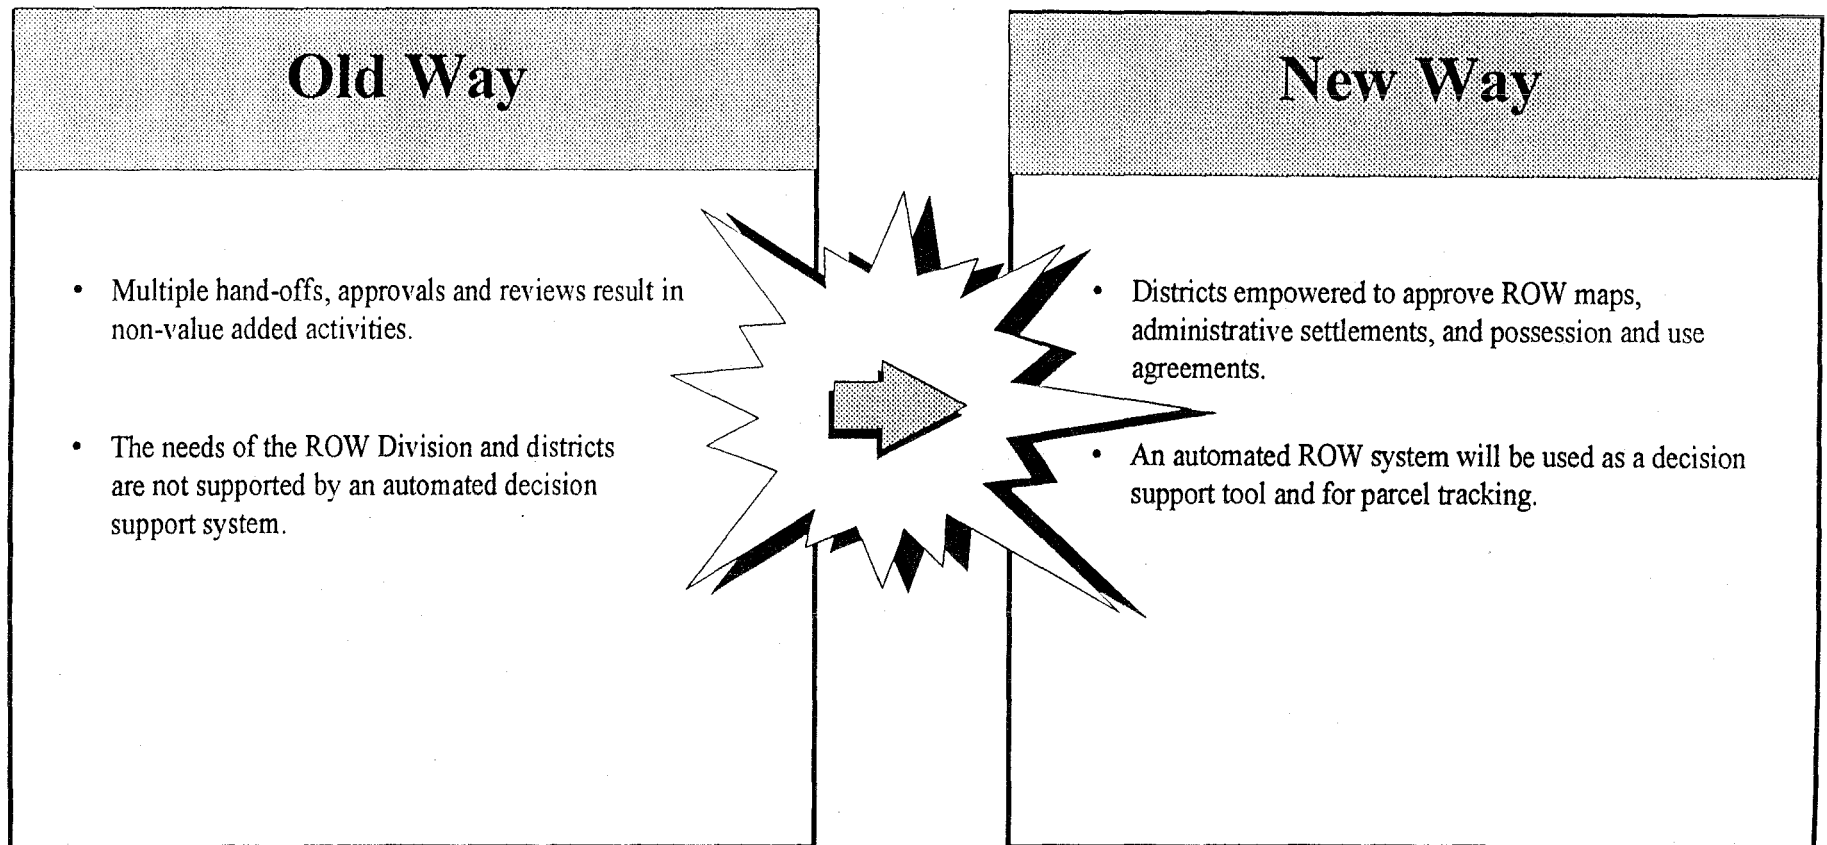 Old Way
• Multiple hand-offs, approvals and reviews result in
non-value added activities.
• The needs of the ROW Division and districts
are not supported by an automated decision
support system.
New Way
• Districts empowered to approve ROW maps,
administrative settlements, and possession and use
agreements.
• An automated ROW system will be used as a decision
support tool and for parcel tracking.